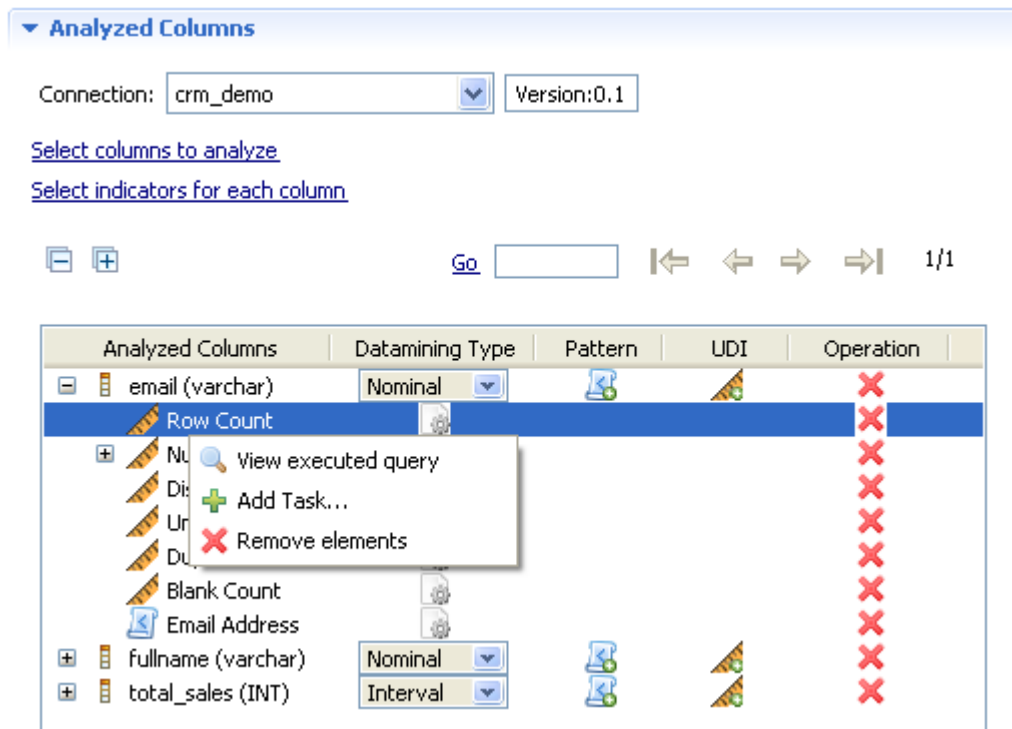 Analyzed Columns
Connection: crm_demo Version:0.1
Select columns to analyze
Select indicators for each column
Go 1/1
Analyzed Columns Datamining Type Pattern UDI Operation
email (varchar) Nominal
Row Count
View executed query
Add Task...
Remove elements
Blank Count
Email Address
fullname (varchar) Nominal
total_sales (INT) Interval